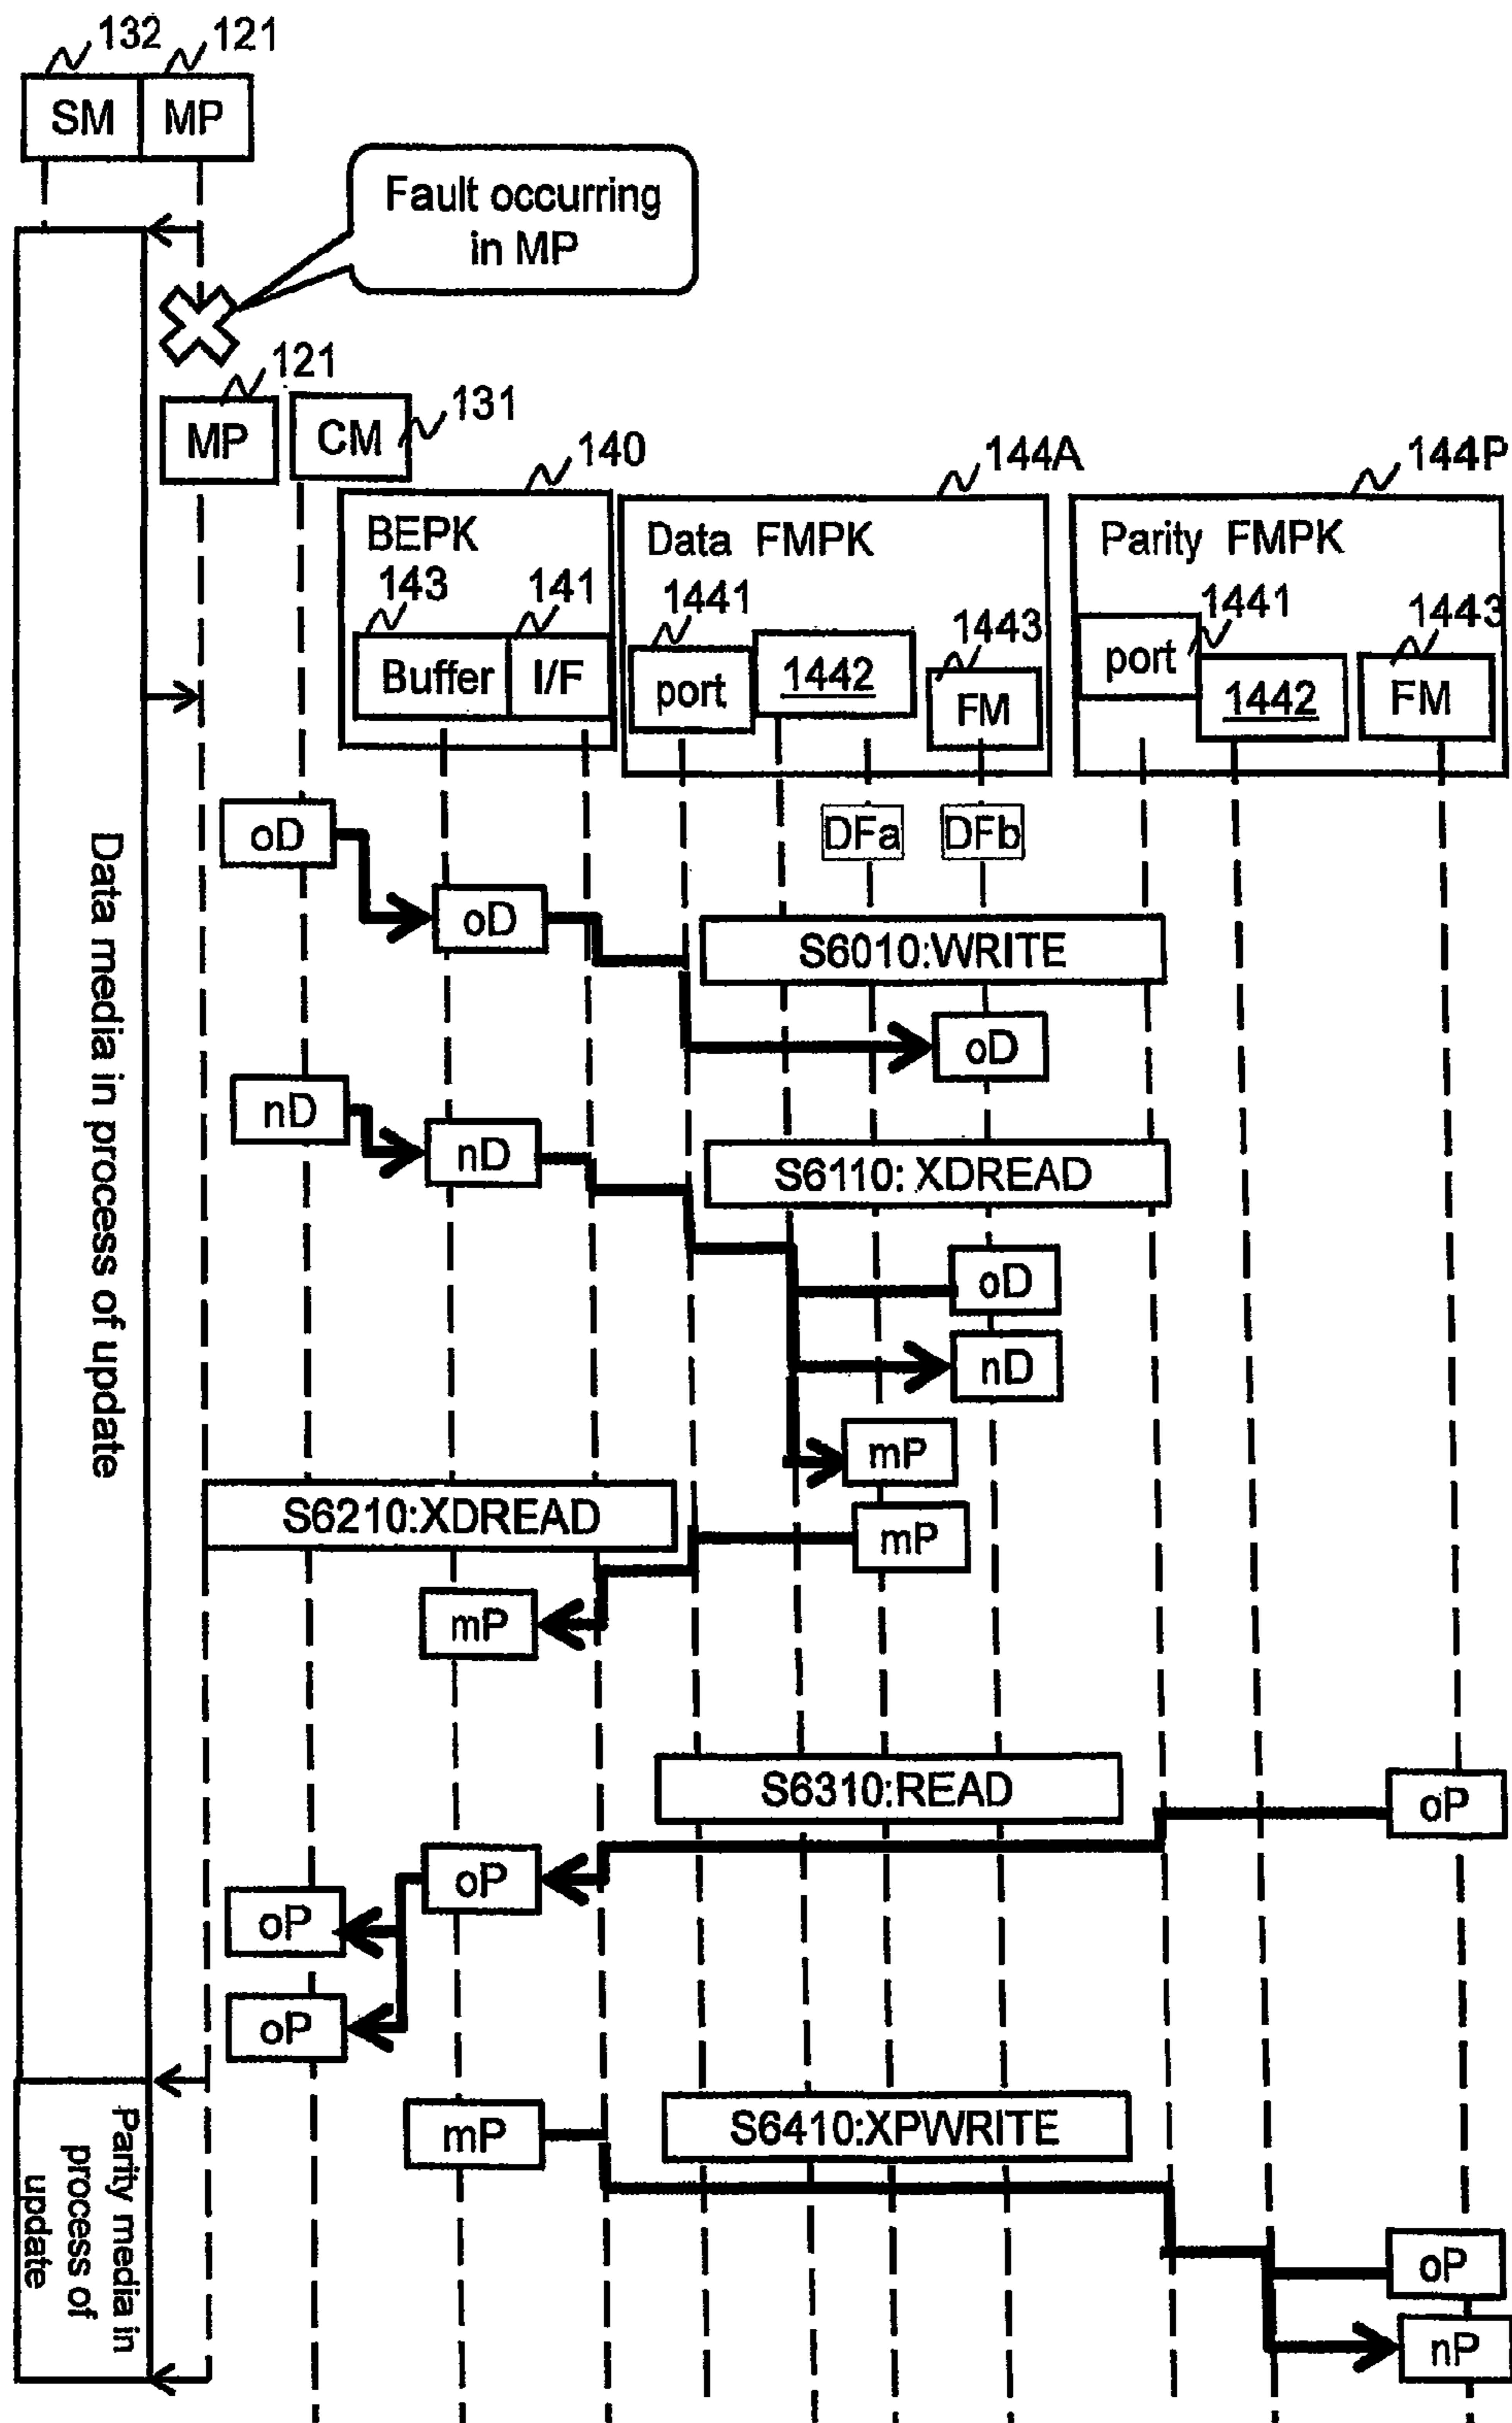 132
121
SM
MP
Fault occurring
in MP
121
MP
CM
131
140
144A
144P
BEPK
143
141
Buffer
I/F
Data FMPK
1441
port
1442
1443
FM
Parity FMPK
port
1441
1442
1443
FM
DFa
DFb
oD
oD
S6010:WRITE
oD
nD
nD
S6110: XDREAD
oD
nD
mP
S6210:XDREAD
mP
mP
S6310:READ
oP
oP
oP
oP
mP
S6410:XPWRITE
oP
nP
Data media in process of update
Parity media in
process of
update